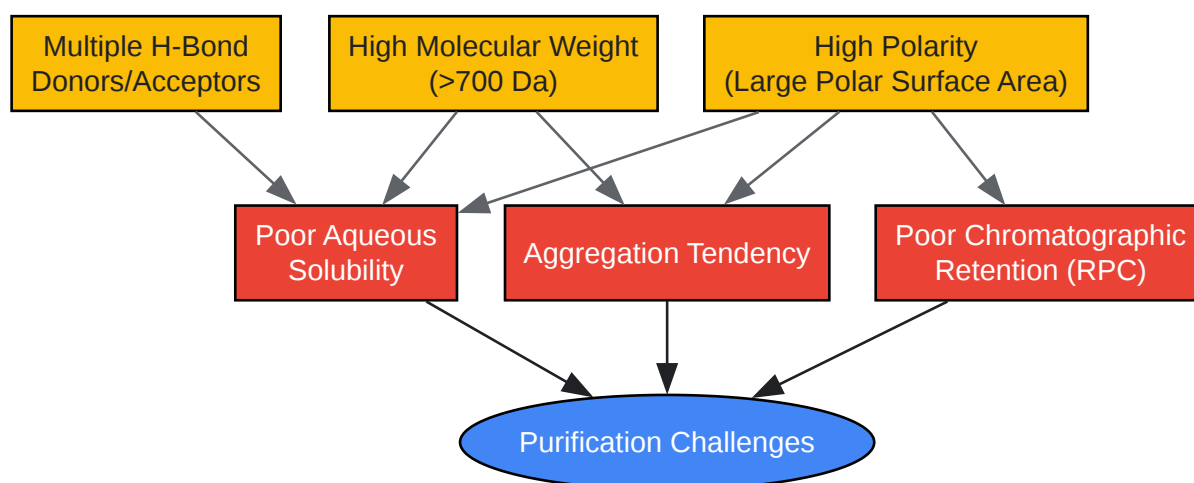 Multiple H-Bond
Donors/Acceptors
High Molecular Weight
(>700 Da)
High Polarity
(Large Polar Surface Area)
Poor Aqueous
Solubility
Aggregation Tendency
Poor Chromatographic
Retention (RPC)
Purification Challenges